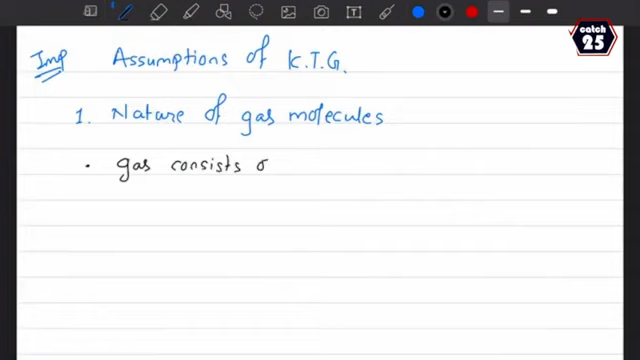 catch
25
Imp Assumptions of K.T.G.
1. Nature of gas molecules
• gas consists o